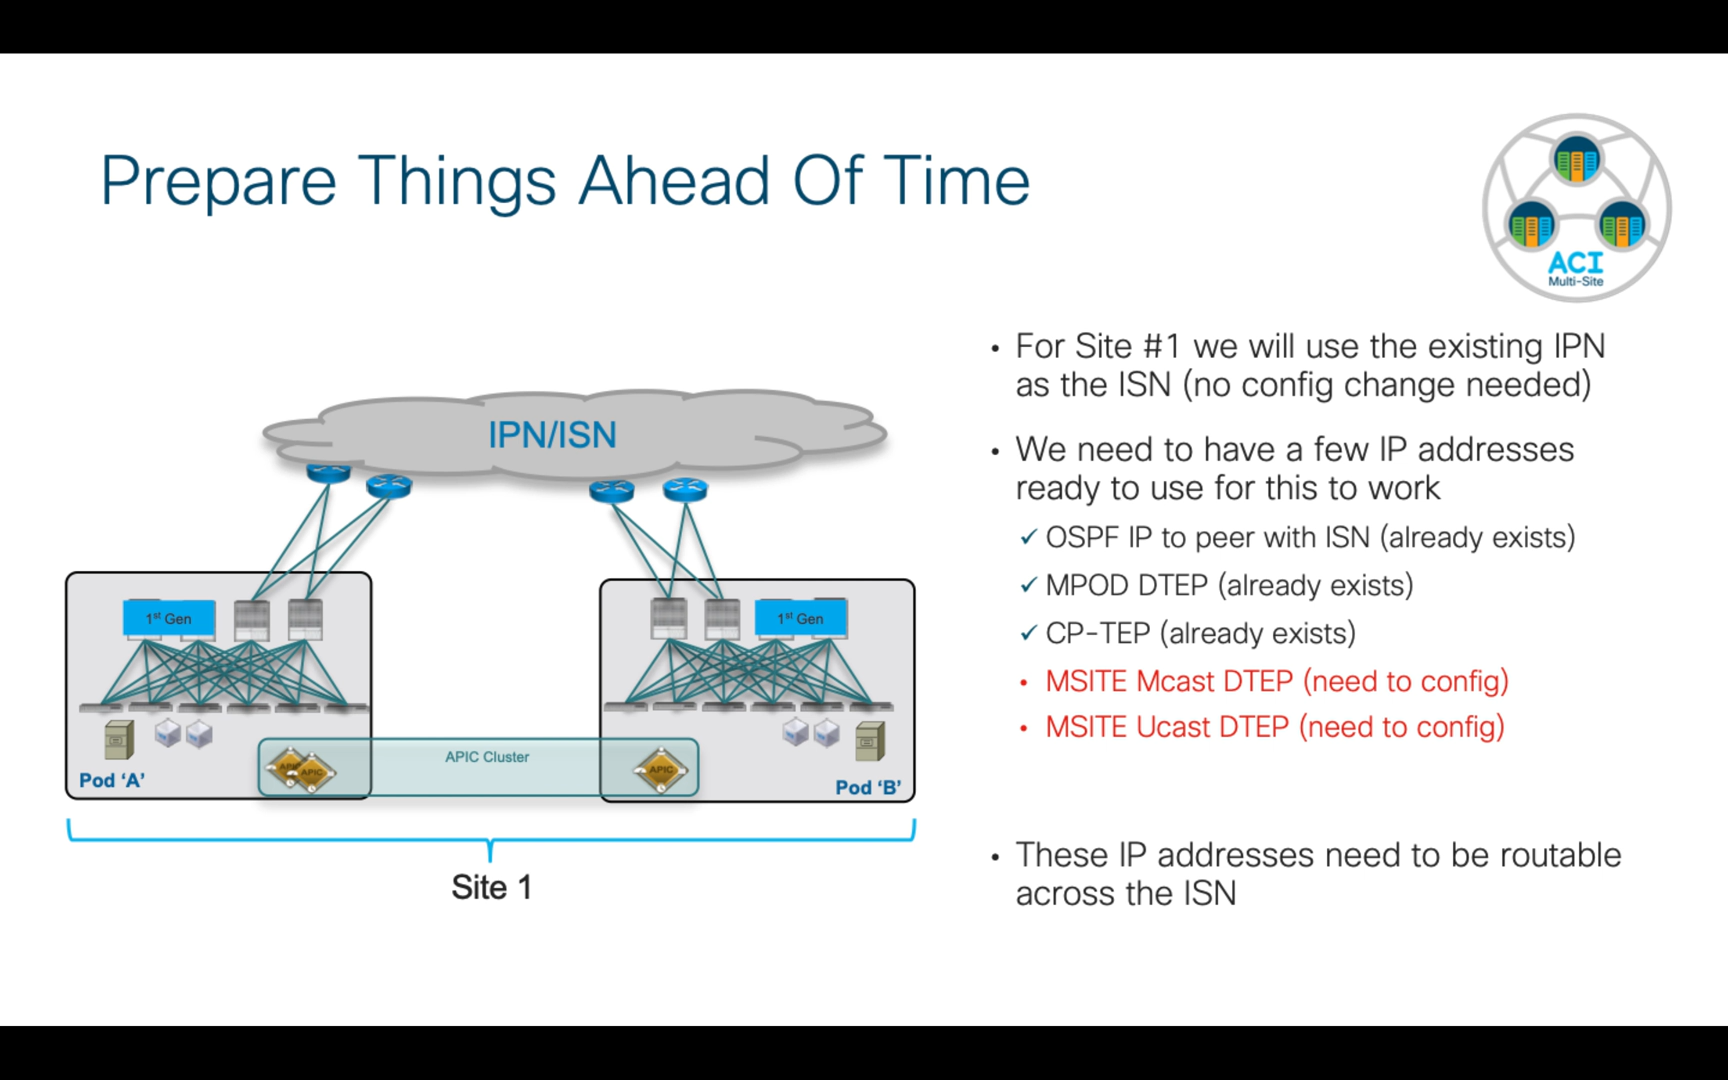 Prepare Things Ahead Of Time
ACI
Multi-Site
IPN/ISN
1st Gen
1st Gen
APIC Cluster
APIC
APIC
Pod ‘A’
Pod ‘B’
Site 1
• For Site #1 we will use the existing IPN
as the ISN (no config change needed)
• We need to have a few IP addresses
ready to use for this to work
✓ OSPF IP to peer with ISN (already exists)
✓ MPOD DTEP (already exists)
✓ CP-TEP (already exists)
• MSITE Mcast DTEP (need to config)
• MSITE Ucast DTEP (need to config)
• These IP addresses need to be routable
across the ISN